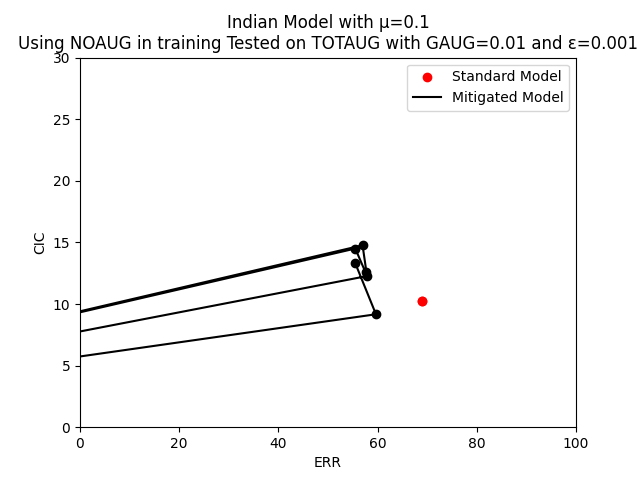 Indian Model with μ=0.1
Using NOAUG in training Tested on TOTAUG with GAUG=0.01 and ε=0.001
Standard Model
Mitigated Model
30
25
20
15
10
5
0
CIC
0 20 40 60 80 100
ERR